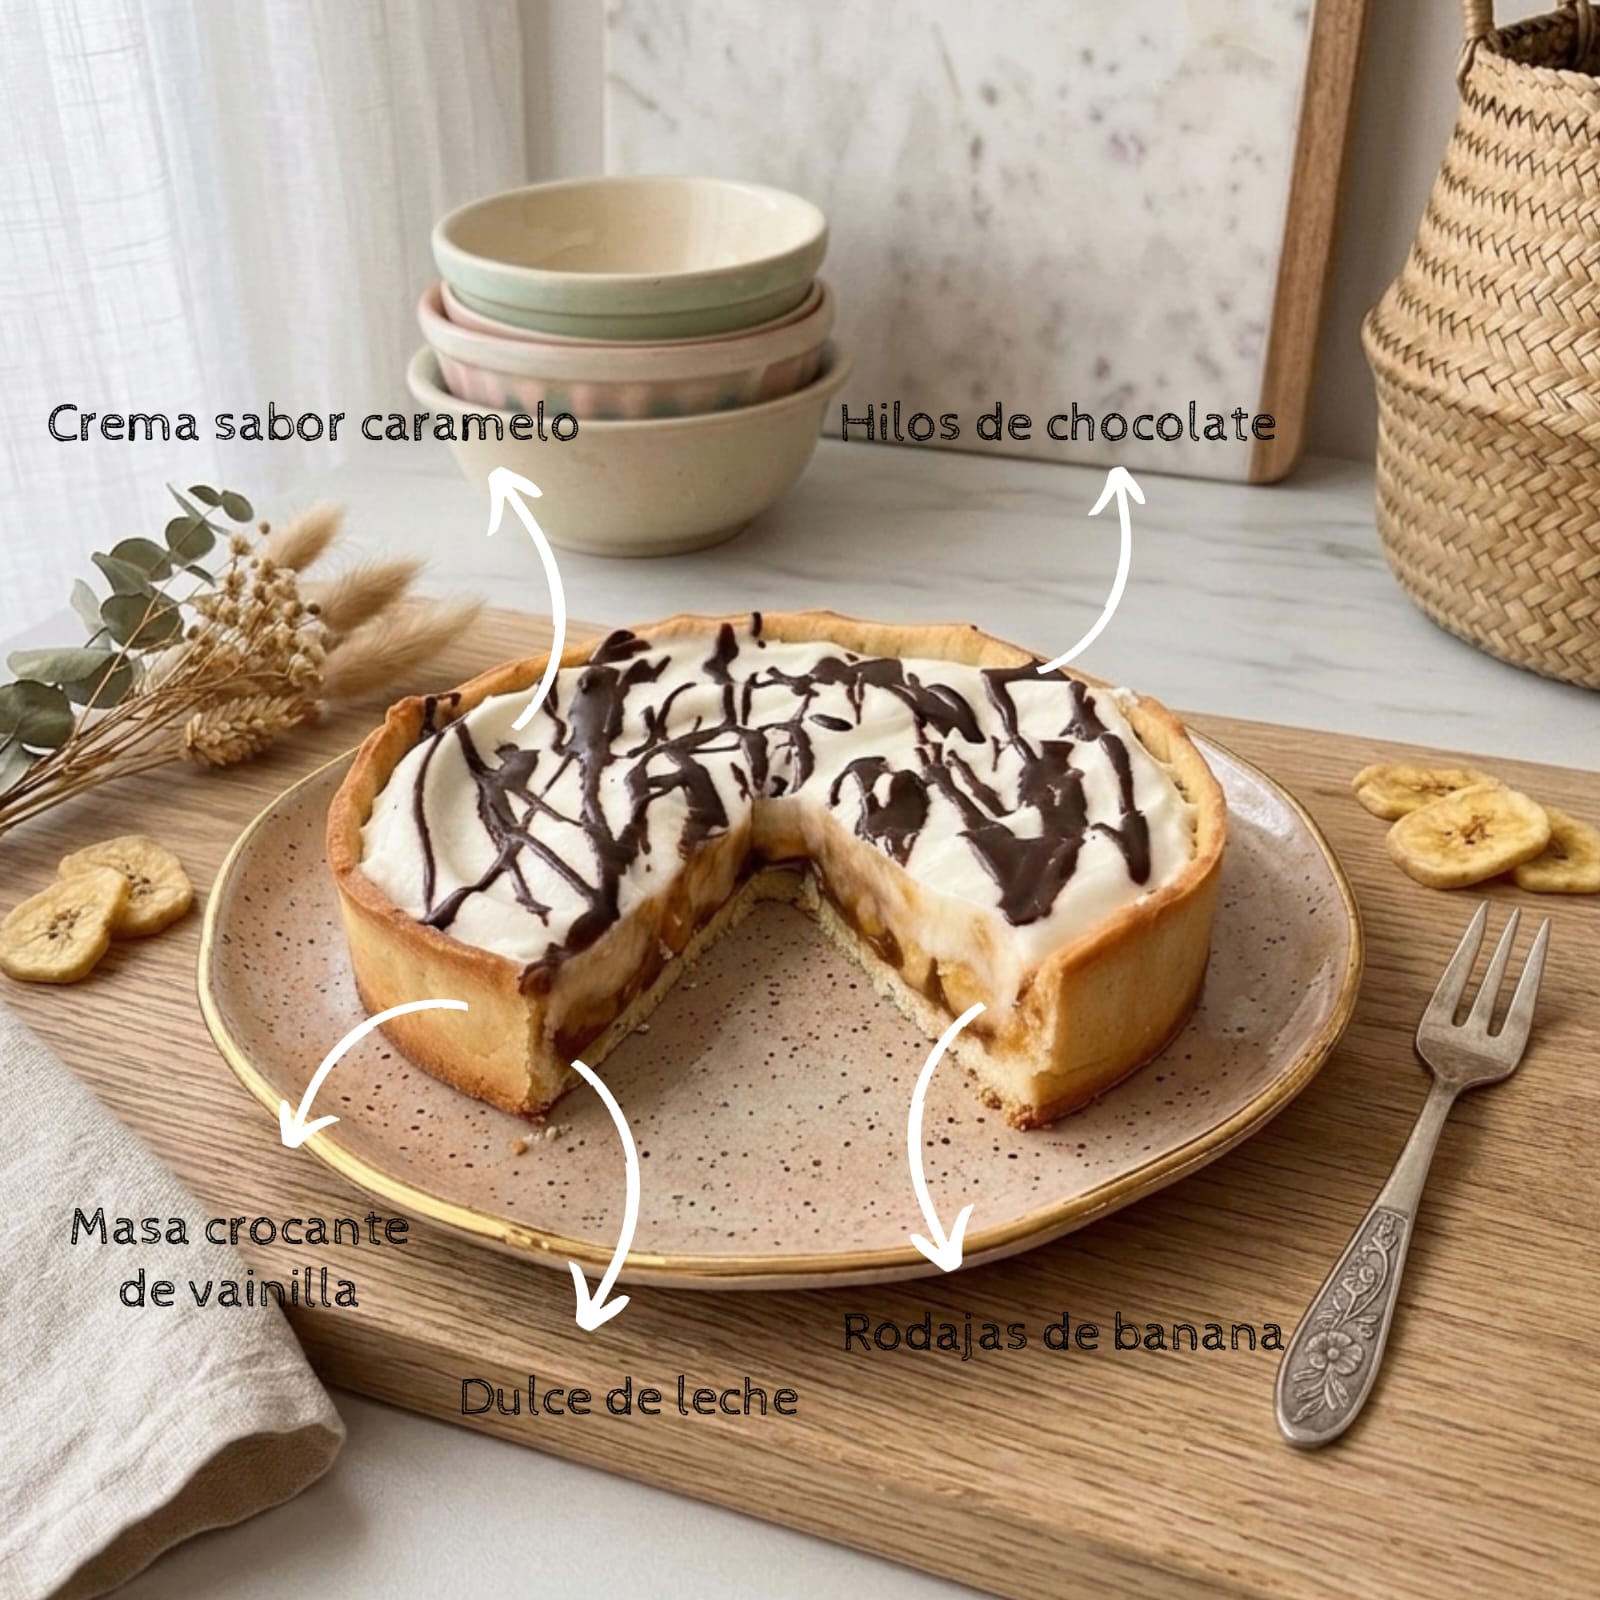 Crema sabor caramelo
Hilos de chocolate
Masa crocante
de vainilla
Dulce de leche
Rodajas de banana